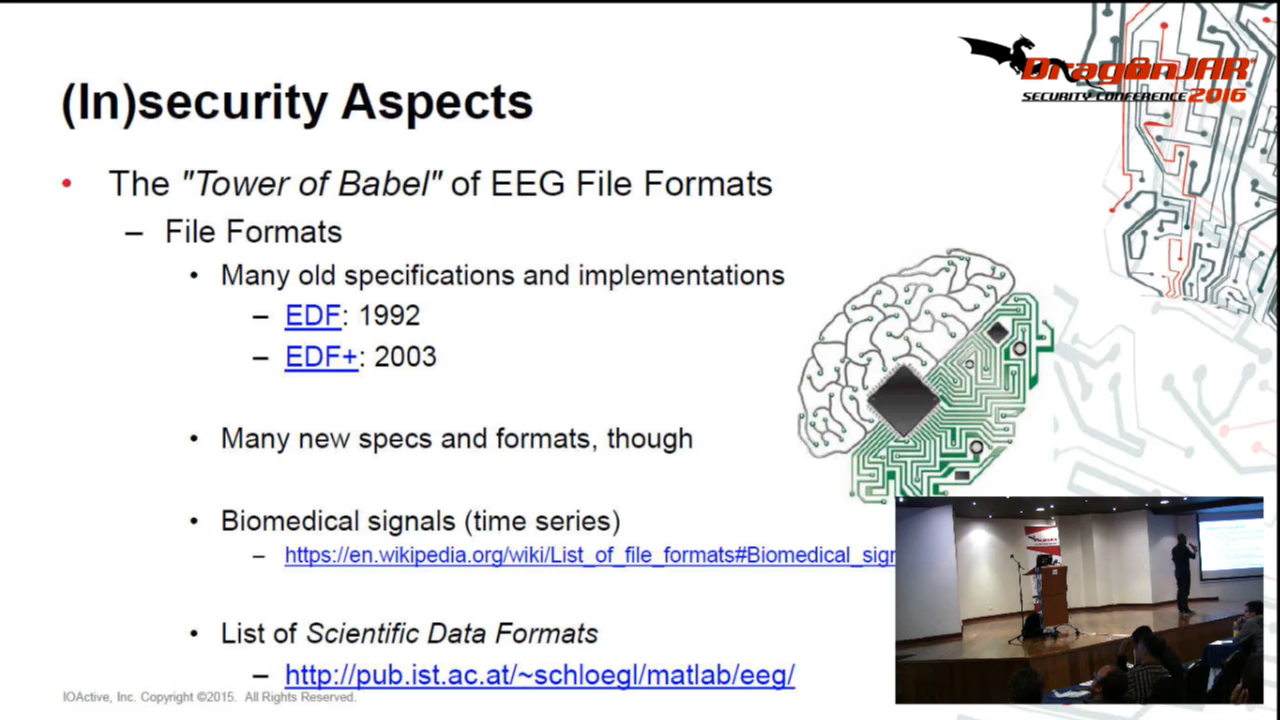 DragonJAR
SECURITY CONFERENCE 2016
(In)security Aspects
• The "Tower of Babel" of EEG File Formats
– File Formats
• Many old specifications and implementations
– EDF: 1992
– EDF+: 2003
• Many new specs and formats, though
• Biomedical signals (time series)
– https://en.wikipedia.org/wiki/List_of_file_formats#Biomedical_sign
• List of Scientific Data Formats
– http://pub.ist.ac.at/~schloegl/matlab/eeg/
IOActive, Inc. Copyright ©2015. All Rights Reserved.